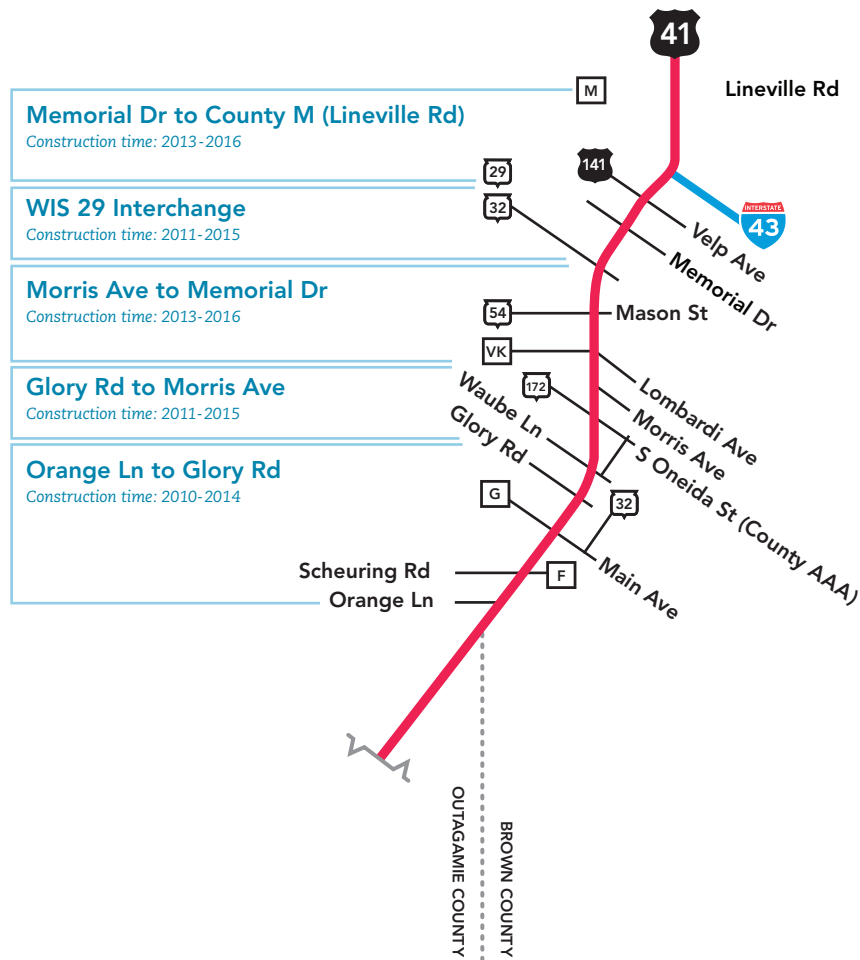 41
M
Lineville Rd
Memorial Dr to County M (Lineville Rd)
Construction time: 2013-2016
141
29
INTERSTATE
43
WIS 29 Interchange
Construction time: 2011-2015
32
Velp Ave
Memorial Dr
Morris Ave to Memorial Dr
Construction time: 2013-2016
54
Mason St
VK
Lombardi Ave
Glory Rd to Morris Ave
Construction time: 2011-2015
172
Waube Ln
Morris Ave
Glory Rd
S Oneida St (County AAA)
Orange Ln to Glory Rd
Construction time: 2010-2014
G
32
Main Ave
Scheuring Rd
F
Orange Ln
OUTAGAMIE COUNTY
BROWN COUNTY